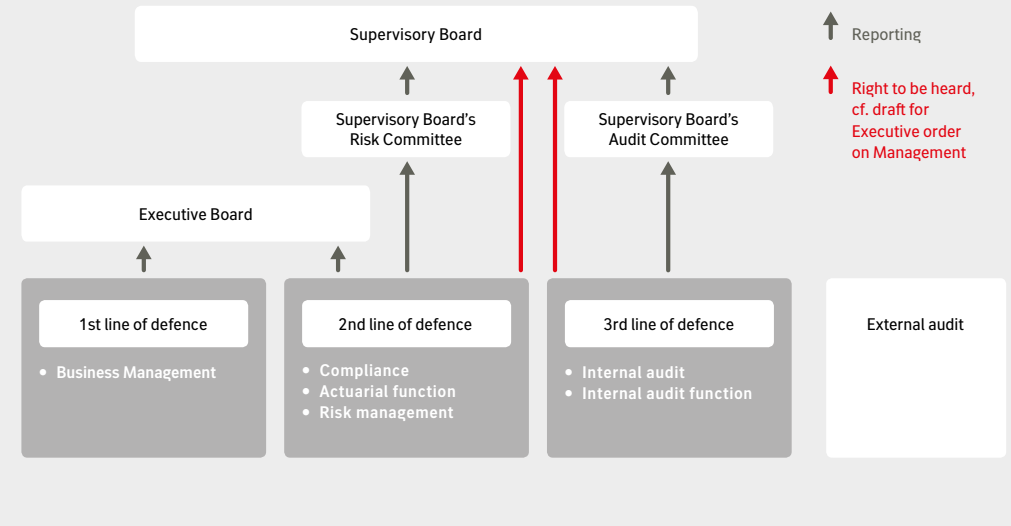 Supervisory Board
Reporting
Right to be heard,
cf. draft for
Executive order
on Management
Supervisory Board’s
Risk Committee
Supervisory Board’s
Audit Committee
Executive Board
1st line of defence
• Business Management
2nd line of defence
• Compliance
• Actuarial function
• Risk management
3rd line of defence
• Internal audit
• Internal audit function
External audit